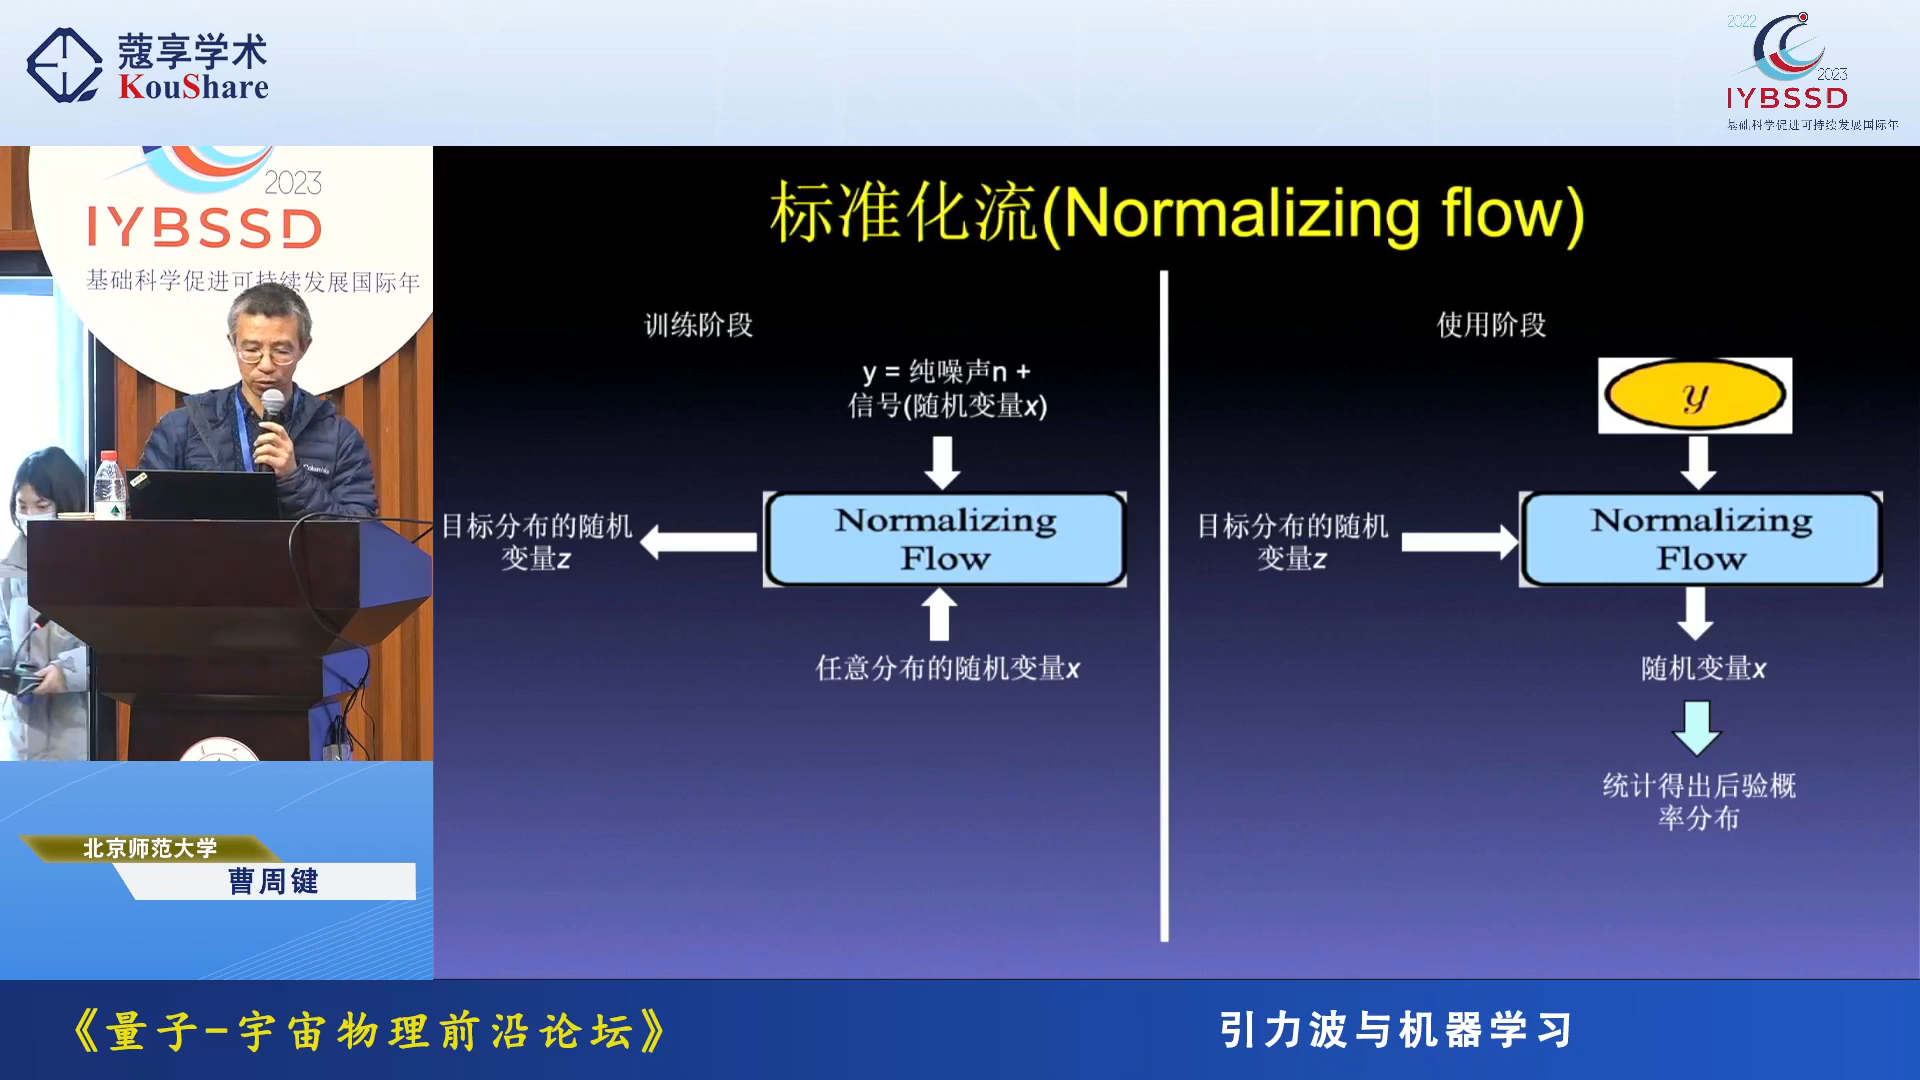 蔻享学术
KouShare
2022
2023
IYBSSD
基础科学促进可持续发展国际年
2023
IYBSSD
基础科学促进可持续发展国际年
Columbia
北京师范大学
曹周键
标准化流(Normalizing flow)
训练阶段
y = 纯噪声n +
信号(随机变量x)
目标分布的随机
变量z
Normalizing
Flow
任意分布的随机变量x
使用阶段
y
目标分布的随机
变量z
Normalizing
Flow
随机变量x
统计得出后验概
率分布
《量子-宇宙物理前沿论坛》
引力波与机器学习